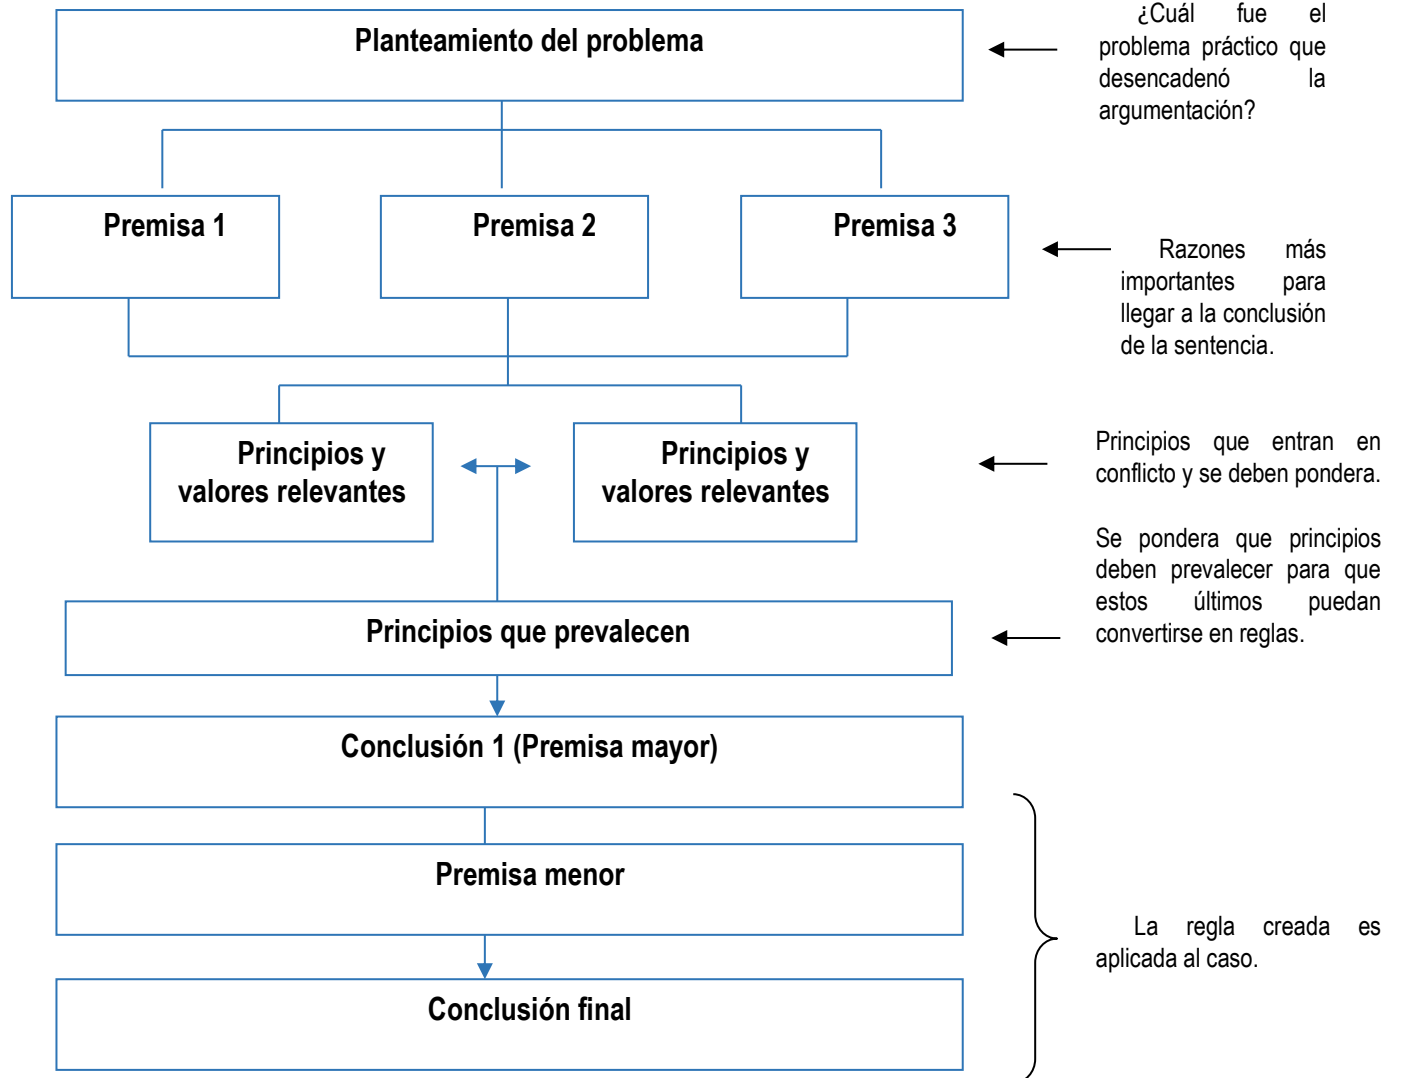 ¿Cuál fue el
problema práctico que
desencadenó la
argumentación?
Planteamiento del problema
Premisa 1
Premisa 2
Premisa 3
Razones más
importantes para
llegar a la conclusión
de la sentencia.
Principios y
valores relevantes
Principios y
valores relevantes
Principios que entran en
conflicto y se deben pondera.
Se pondera que principios
deben prevalecer para que
estos últimos puedan
convertirse en reglas.
Principios que prevalecen
Conclusión 1 (Premisa mayor)
Premisa menor
La regla creada es
aplicada al caso.
Conclusión final